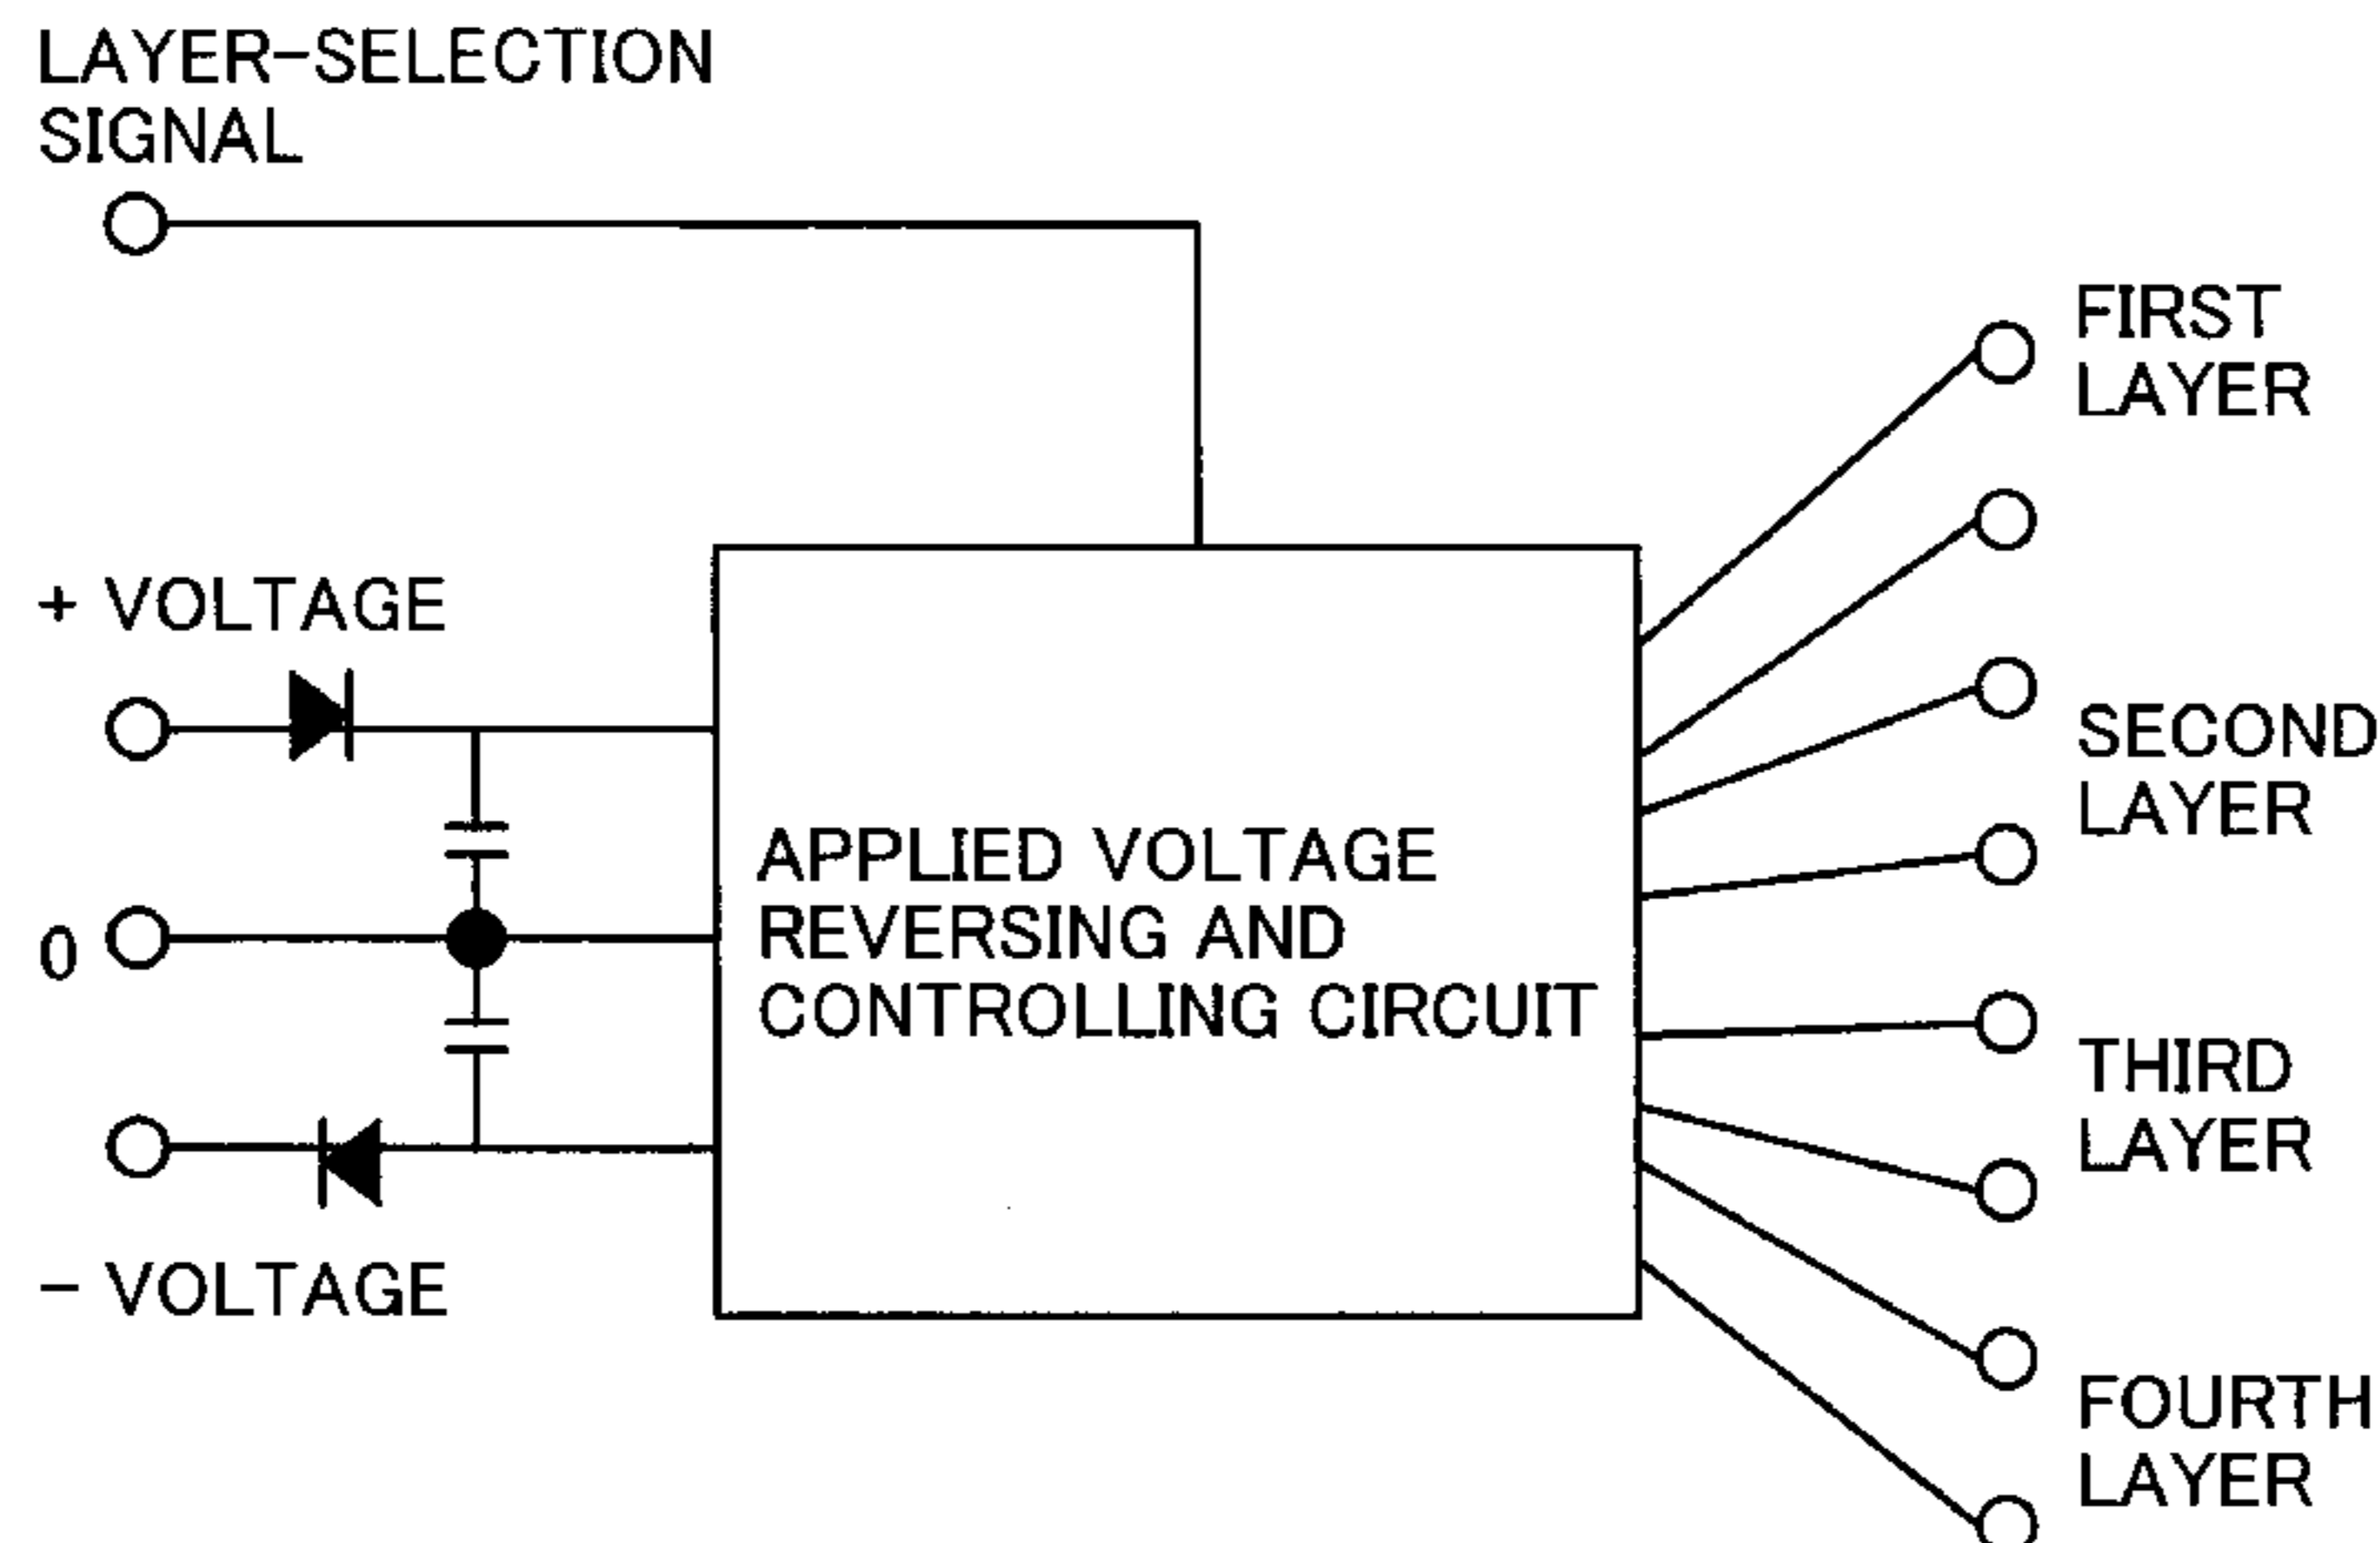 LAYER-SELECTION
SIGNAL
FIRST
LAYER
+ VOLTAGE
SECOND
LAYER
APPLIED VOLTAGE
REVERSING AND
CONTROLLING CIRCUIT
0
THIRD
LAYER
- VOLTAGE
FOURTH
LAYER